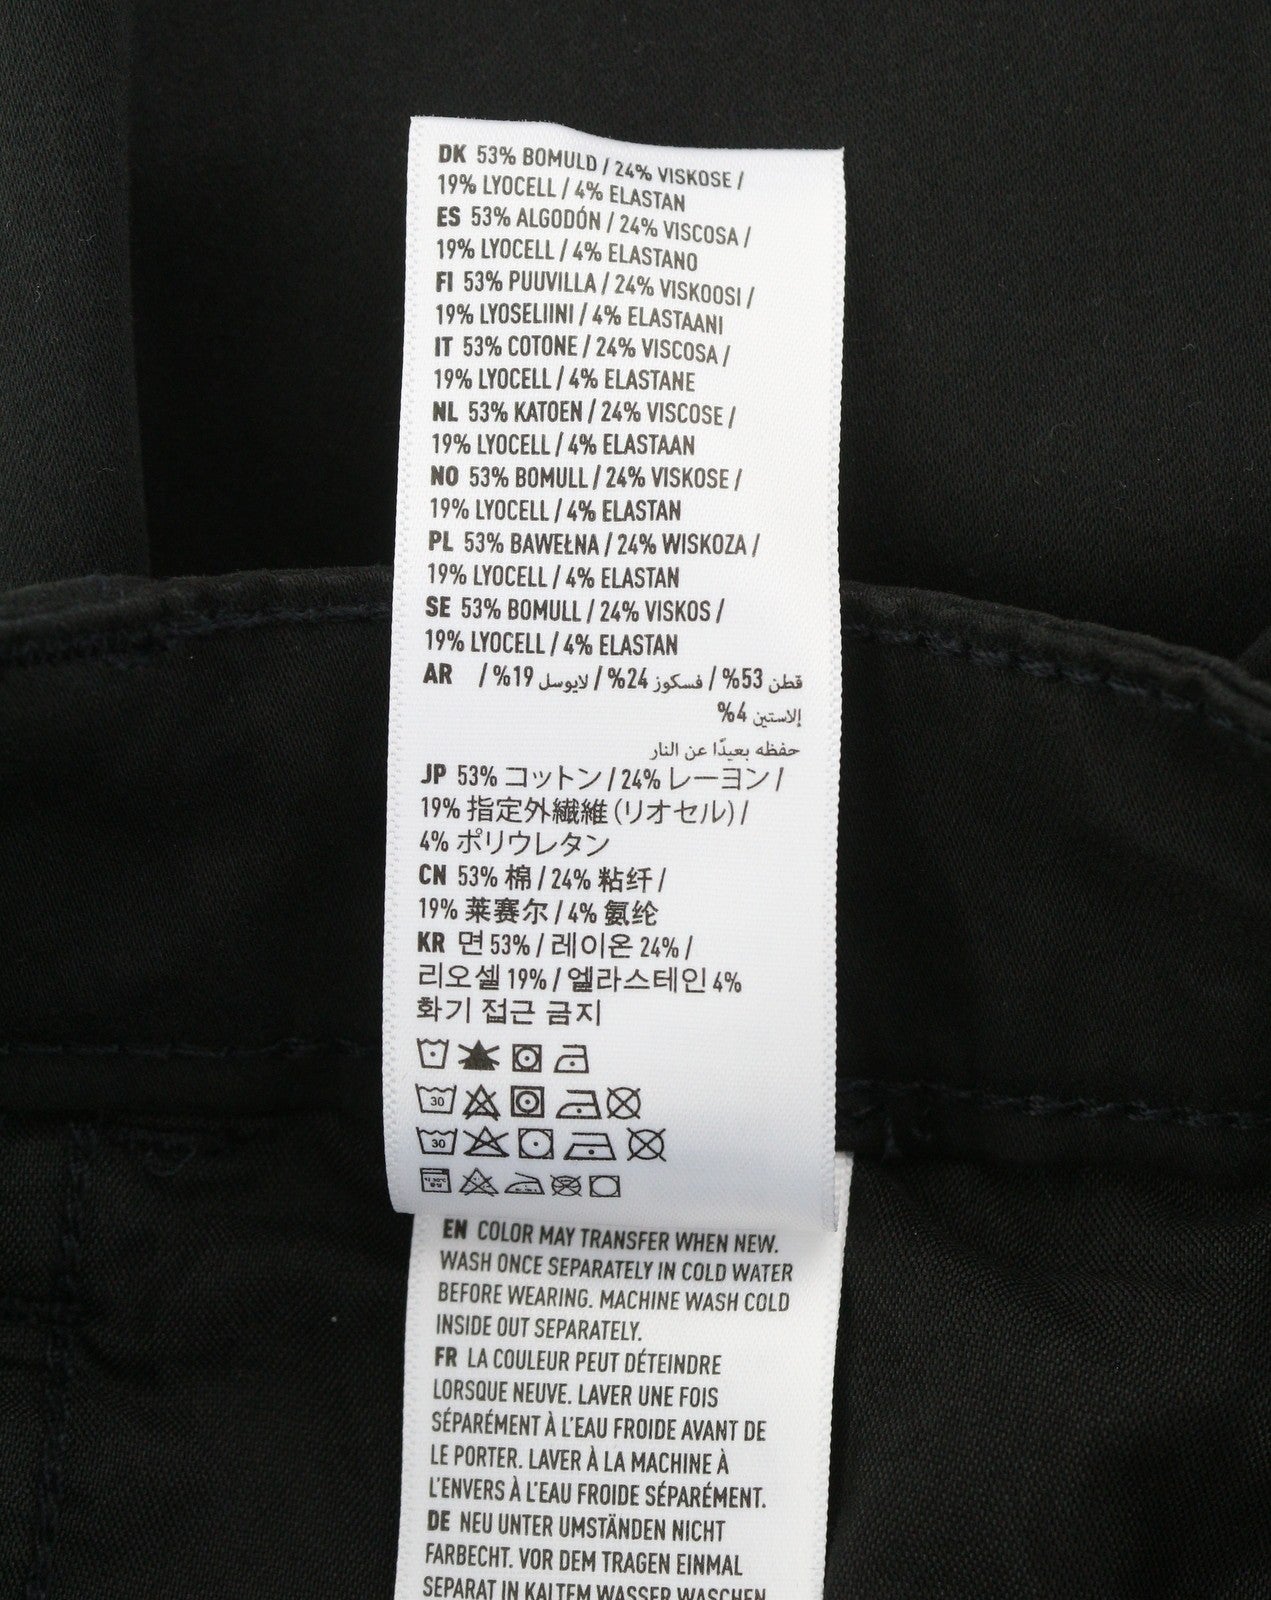 DK 53% BOMULD / 24% VISKOSE /
19% LYOCELL / 4% ELASTAN
ES 53% ALGODÓN / 24% VISCOSA /
19% LYOCELL / 4% ELASTANO
FI 53% PUUVILLA / 24% VISKOOSI /
19% LYOSELIINI / 4% ELASTAANI
IT 53% COTONE / 24% VISCOSA /
19% LYOCELL / 4% ELASTANE
NL 53% KATOEN / 24% VISCOSE /
19% LYOCELL / 4% ELASTAAN
NO 53% BOMULL / 24% VISKOSE /
19% LYOCELL / 4% ELASTAN
PL 53% BAWEŁNA / 24% WISKOZA /
19% LYOCELL / 4% ELASTAN
SE 53% BOMULL / 24% VISKOS /
19% LYOCELL / 4% ELASTAN
AR قطن 53% / فسكوز 24% / لايوسل 19% /
إلاستين 4%
حفظه بعيدًا عن النار
JP 53% コットン / 24% レーヨン /
19% 指定外繊維 (リオセル) /
4% ポリウレタン
CN 53% 棉 / 24% 粘纤 /
19% 莱赛尔 / 4% 氨纶
KR 면 53% / 레이온 24% /
리오셀 19% / 엘라스테인 4%
화기 접근 금지
30
30
EN COLOR MAY TRANSFER WHEN NEW.
WASH ONCE SEPARATELY IN COLD WATER
BEFORE WEARING. MACHINE WASH COLD
INSIDE OUT SEPARATELY.
FR LA COULEUR PEUT DÉTEINDRE
LORSQUE NEUVE. LAVER UNE FOIS
SÉPARÉMENT À L'EAU FROIDE AVANT DE
LE PORTER. LAVER À LA MACHINE À
L'ENVERS À L'EAU FROIDE SÉPARÉMENT.
DE NEU UNTER UMSTÄNDEN NICHT
FARBECHT. VOR DEM TRAGEN EINMAL
SEPARAT IN KALTEM WASSER WASCHEN